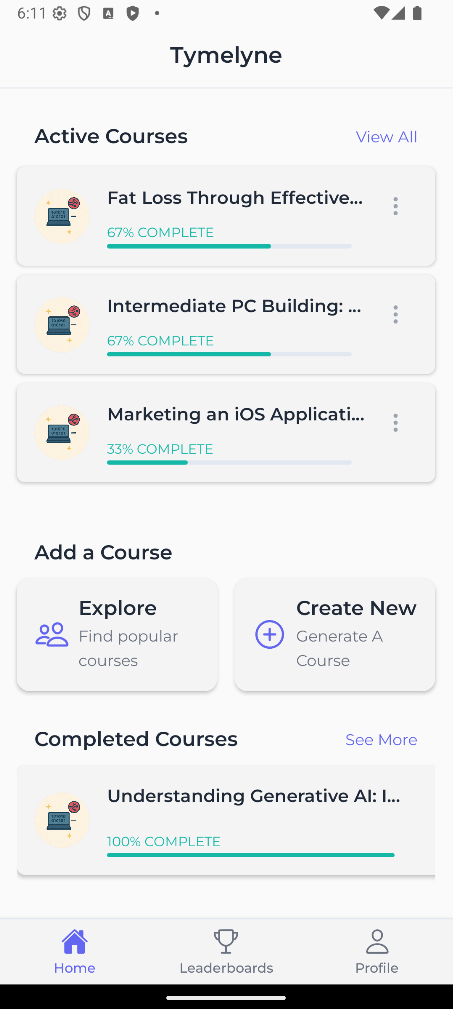 6:11
Tymelyne
Active Courses
View All
Fat Loss Through Effective...
67% COMPLETE
Intermediate PC Building: ...
67% COMPLETE
Marketing an iOS Applicati...
33% COMPLETE
Add a Course
Explore
Find popular
courses
Create New
Generate A
Course
Completed Courses
See More
Understanding Generative AI: I...
100% COMPLETE
Home
Leaderboards
Profile